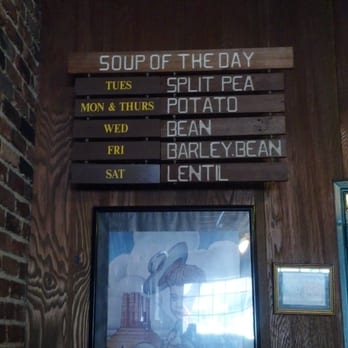 SOUP OF THE DAY
TUES SPLIT PEA
MON & THURS POTATO
WED BEAN
FRI BARLEY.BEAN
SAT LENTIL